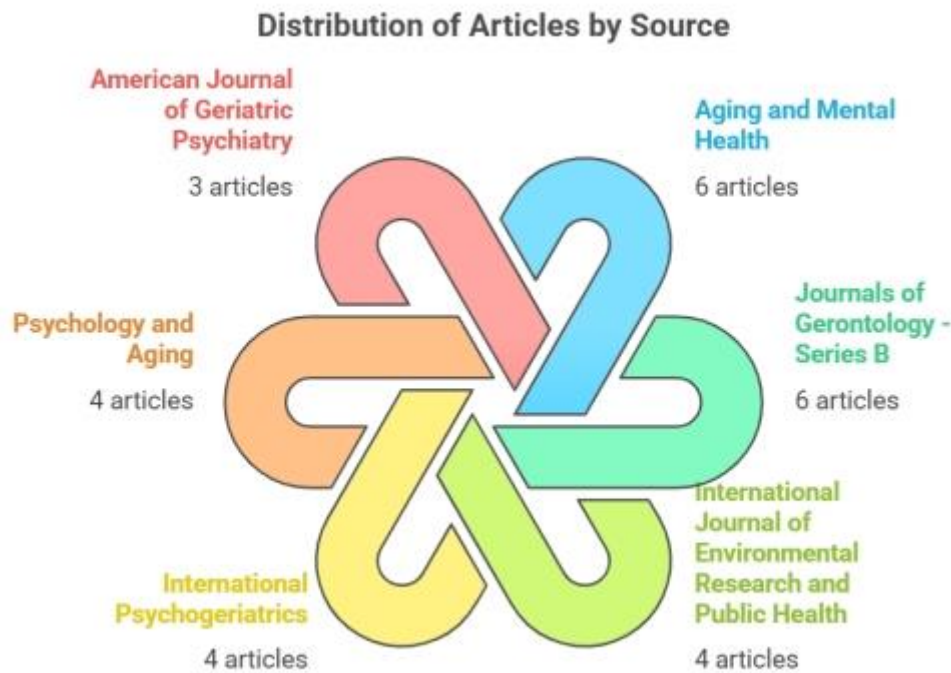 Distribution of Articles by Source
American Journal
of Geriatric
Psychiatry
3 articles
Aging and Mental
Health
6 articles
Psychology and
Aging
4 articles
Journals of
Gerontology -
Series B
6 articles
International
Psychogeriatrics
4 articles
International
Journal of
Environmental
Research and
Public Health
4 articles